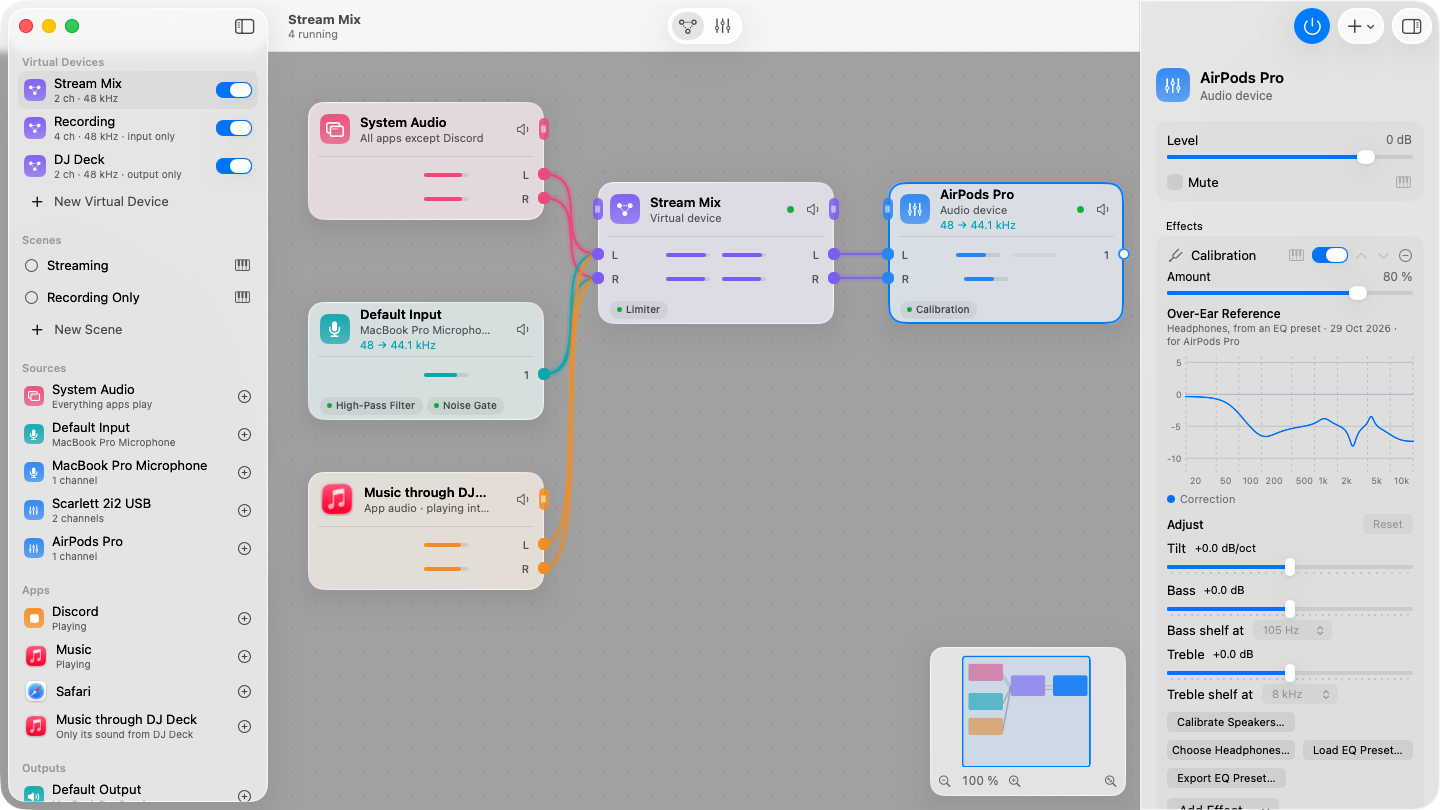 Virtual Devices
Stream Mix
2 ch · 48 kHz
Recording
4 ch · 48 kHz · input only
DJ Deck
2 ch · 48 kHz · output only
New Virtual Device
Scenes
Streaming
Recording Only
New Scene
Sources
System Audio
Everything apps play
Default Input
MacBook Pro Microphone
MacBook Pro Microphone
1 channel
Scarlett 2i2 USB
2 channels
AirPods Pro
1 channel
Apps
Discord
Playing
Music
Playing
Safari
Music through DJ Deck
Only its sound from DJ Deck
Outputs
Default Output
Stream Mix
4 running
System Audio
All apps except Discord
L
R
Default Input
MacBook Pro Micropho...
48 → 44.1 kHz
1
High-Pass Filter
Noise Gate
Music through DJ...
App audio · playing int...
L
R
Stream Mix
Virtual device
L L
R R
Limiter
AirPods Pro
Audio device
48 → 44.1 kHz
L 1
R
Calibration
100 %
AirPods Pro
Audio device
Level 0 dB
Mute
Effects
Calibration
Amount 80 %
Over-Ear Reference
Headphones, from an EQ preset · 29 Oct 2026 ·
for AirPods Pro
5
0
-5
-10
20 50 100 200 500 1k 2k 5k 10k
Correction
Adjust Reset
Tilt +0.0 dB/oct
Bass +0.0 dB
Bass shelf at 105 Hz
Treble +0.0 dB
Treble shelf at 8 kHz
Calibrate Speakers...
Choose Headphones... Load EQ Preset...
Export EQ Preset...
Add Effect